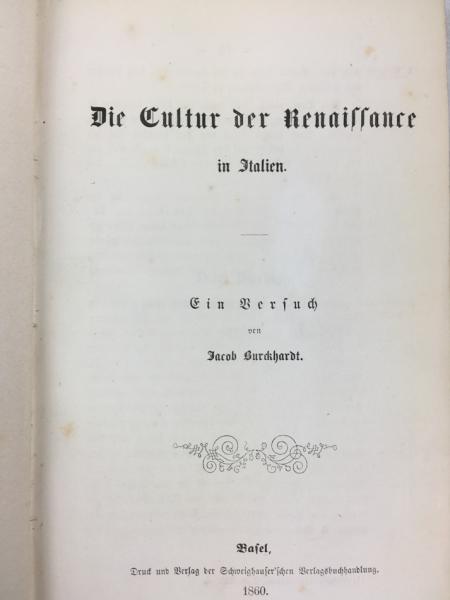 Die Cultur der Renaiſſance
in Italien.
Ein Verſuch
von
Jacob Burckhardt.
Baſel,
Druck und Verlag der Schweighauſer'ſchen Verlagsbuchhandlung.
1860.